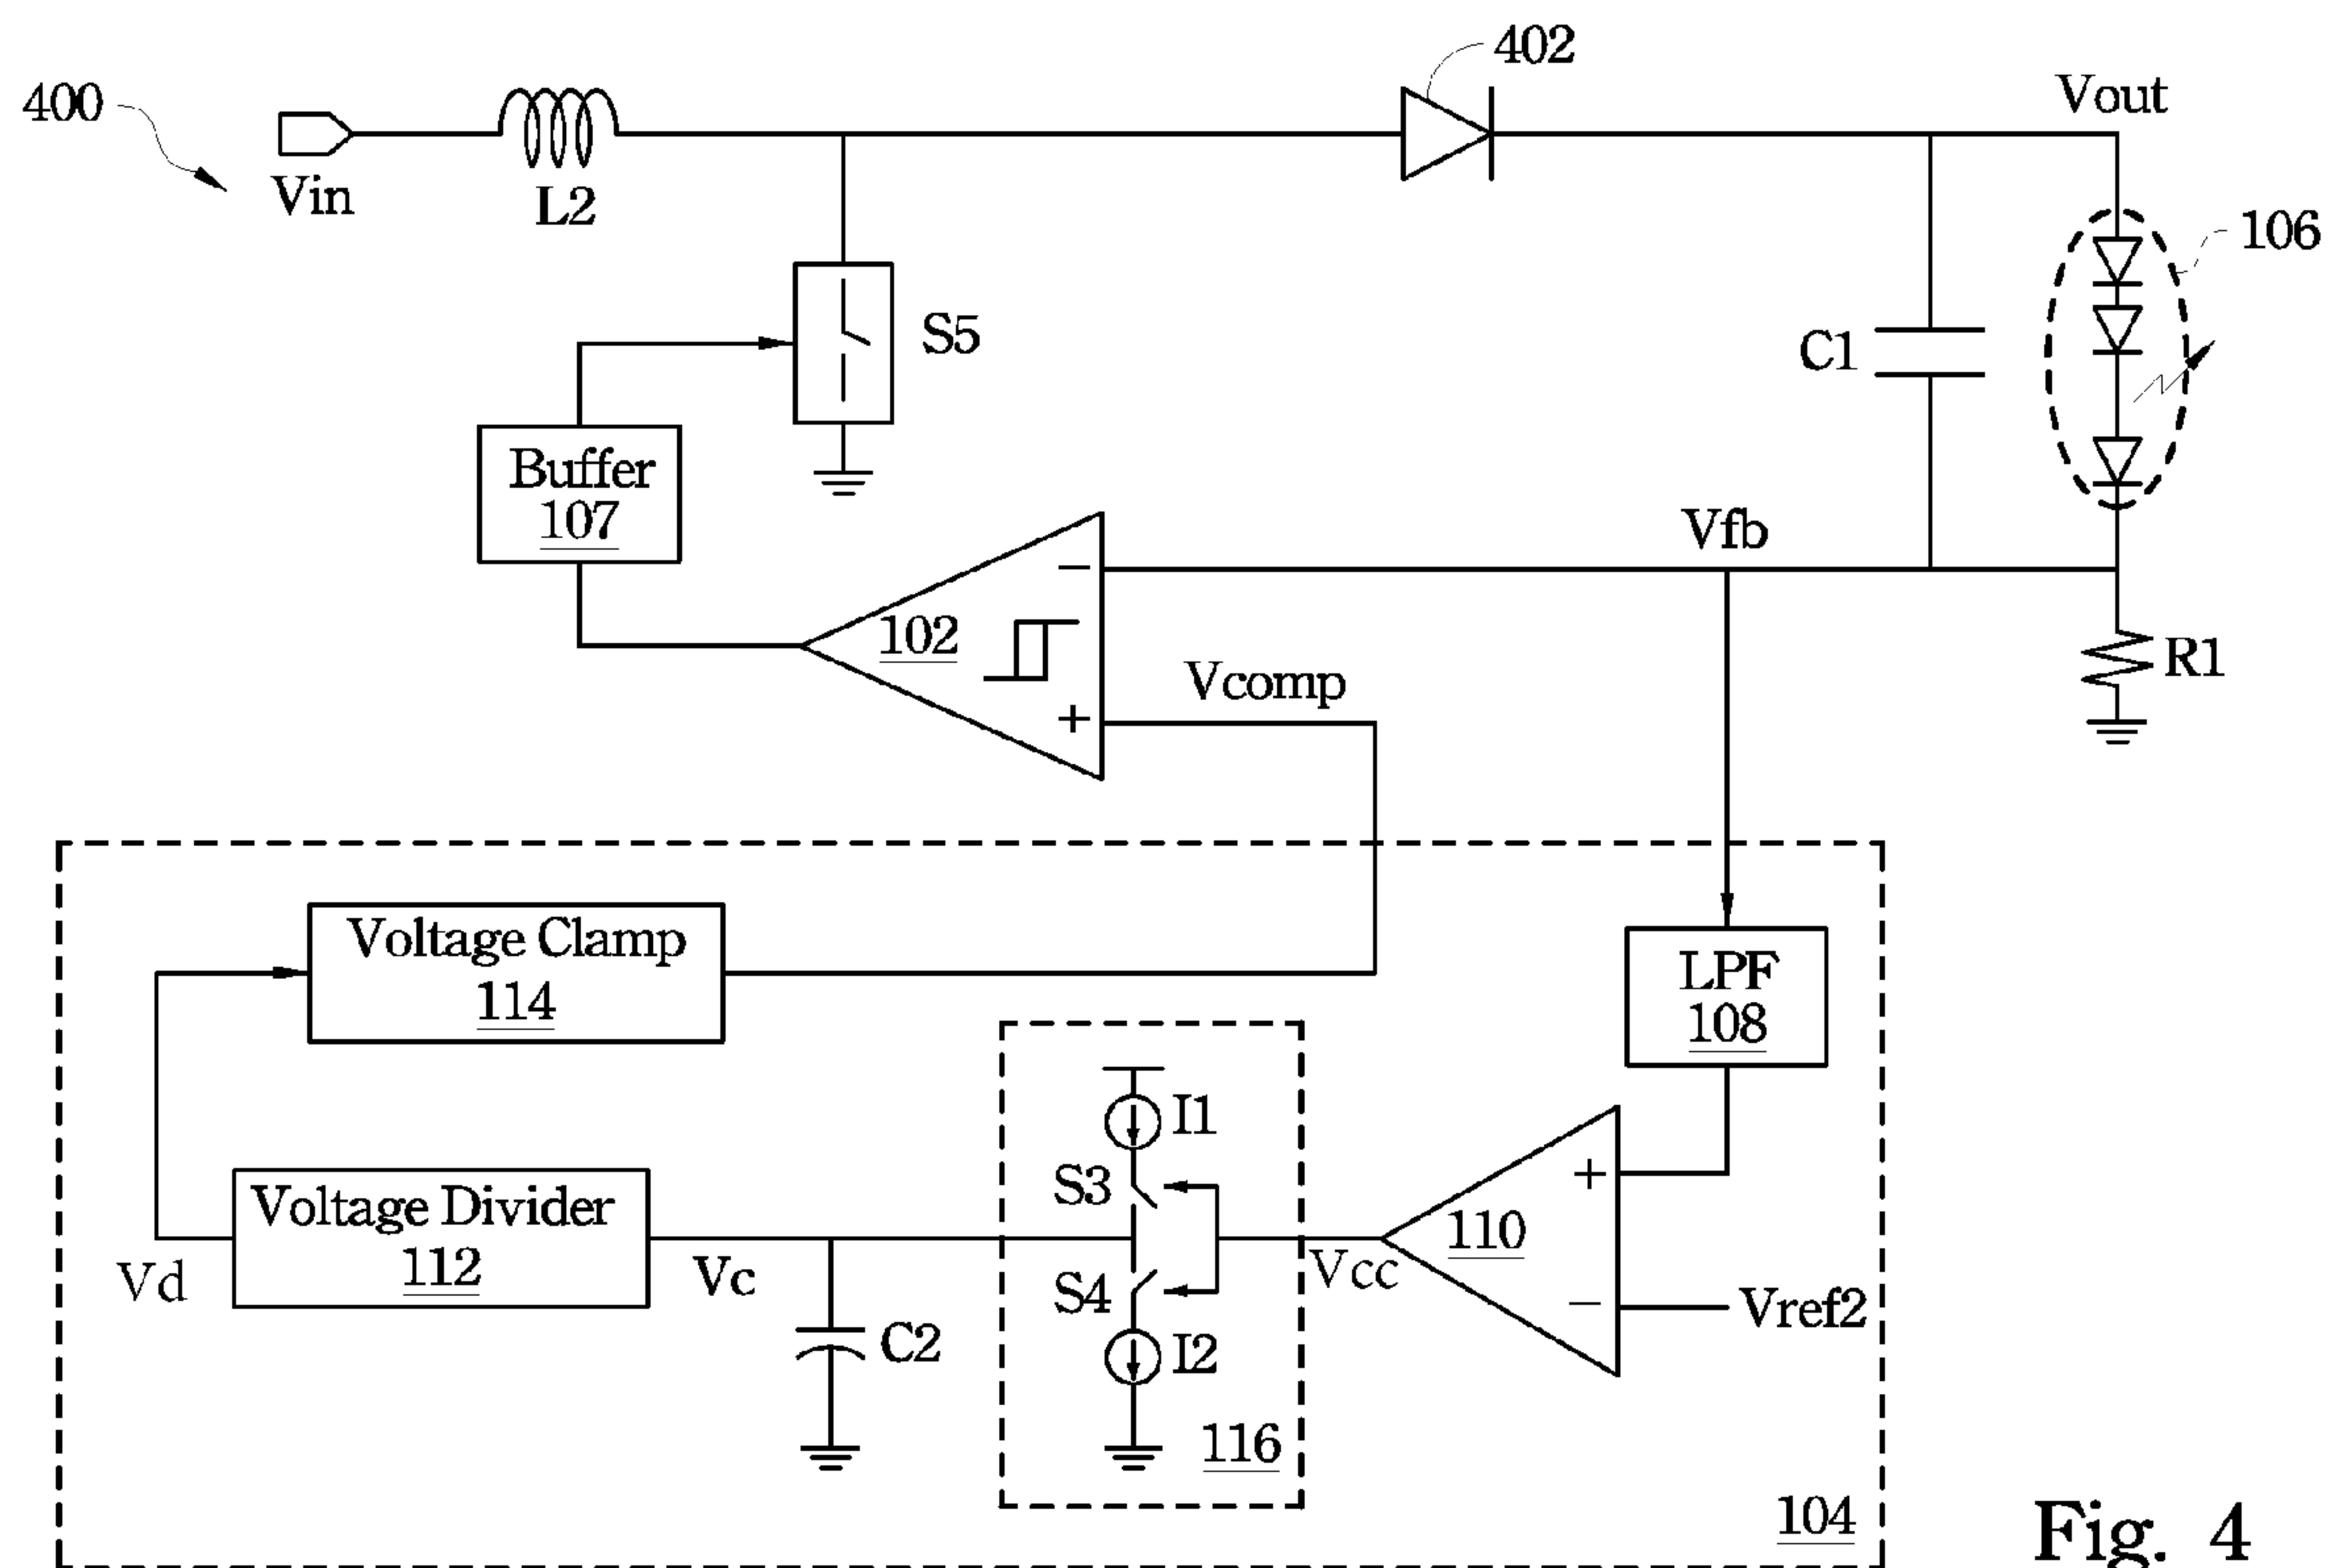 400
Vin
L2
402
Vout
106
S5
C1
Buffer
107
Vfb
−
102
Vcomp
+
R1
Voltage Clamp
114
LPF
108
I1
S3
+
Voltage Divider
112
Vd
Vc
S4
Vcc
110
−
Vref2
C2
I2
116
104
Fig. 4